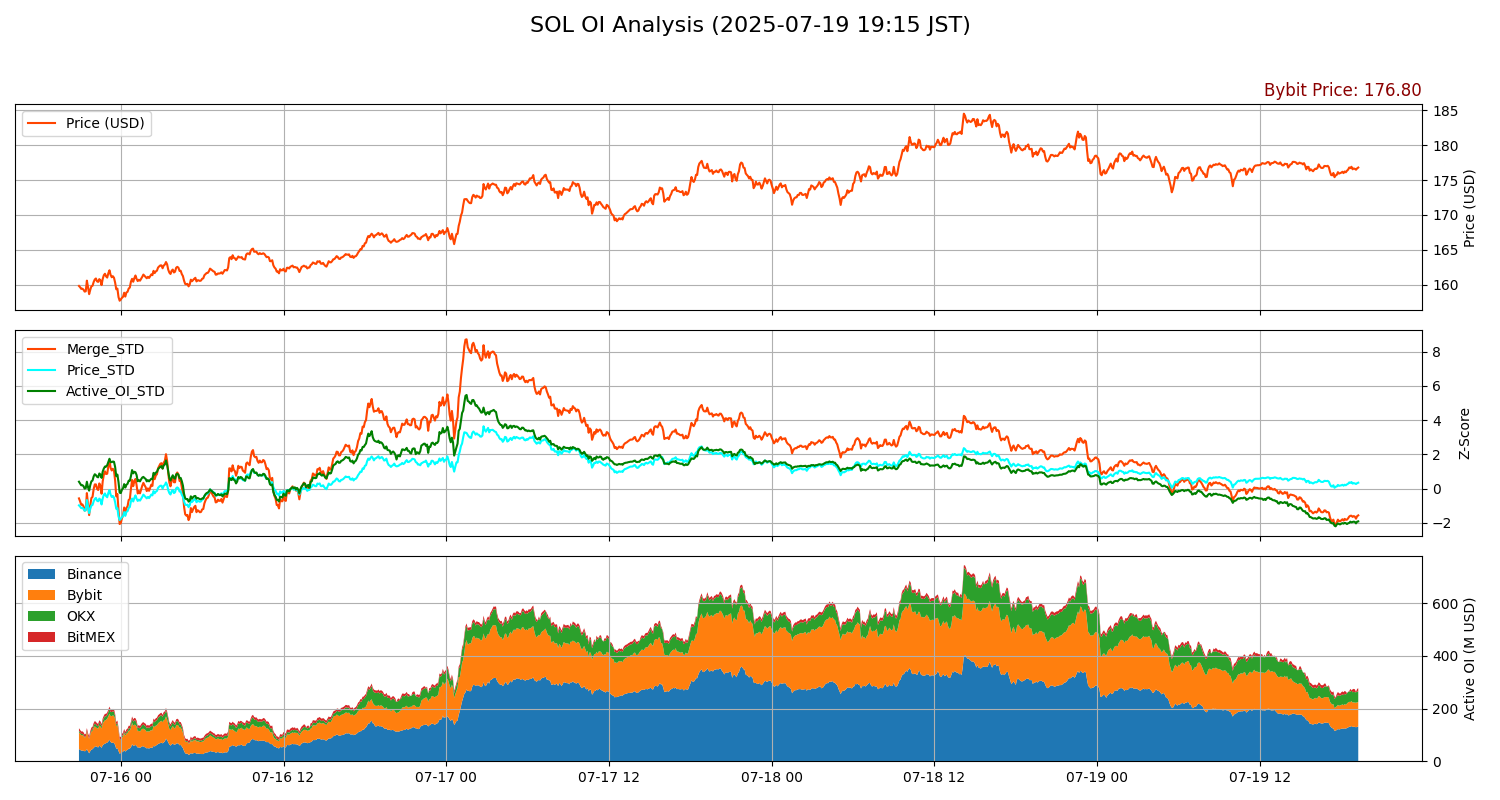 SOL OI Analysis (2025-07-19 19:15 JST)
Bybit Price: 176.80
Price (USD)
185
180
175
170
165
160
Price (USD)
Merge_STD
Price_STD
Active_OI_STD
8
6
4
2
0
−2
Z-Score
Binance
Bybit
OKX
BitMEX
600
400
200
0
Active OI (M USD)
07-16 00
07-16 12
07-17 00
07-17 12
07-18 00
07-18 12
07-19 00
07-19 12